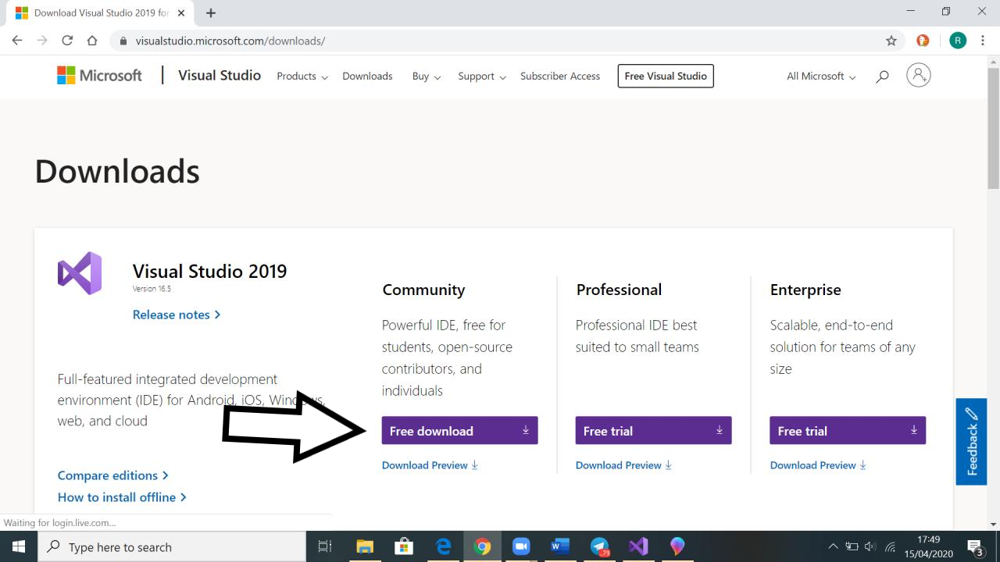 Download Visual Studio 2019 for
visualstudio.microsoft.com/downloads/
R
Microsoft
Visual Studio
Products
Downloads
Buy
Support
Subscriber Access
Free Visual Studio
All Microsoft
Downloads
Visual Studio 2019
Version 16.5
Release notes
Full-featured integrated development
environment (IDE) for Android, iOS, Windows,
web, and cloud
Compare editions
How to install offline
Community
Powerful IDE, free for
students, open-source
contributors, and
individuals
Free download
Download Preview
Professional
Professional IDE best
suited to small teams
Free trial
Download Preview
Enterprise
Scalable, end-to-end
solution for teams of any
size
Free trial
Download Preview
Feedback
Waiting for login.live.com...
Type here to search
17:49
15/04/2020
3